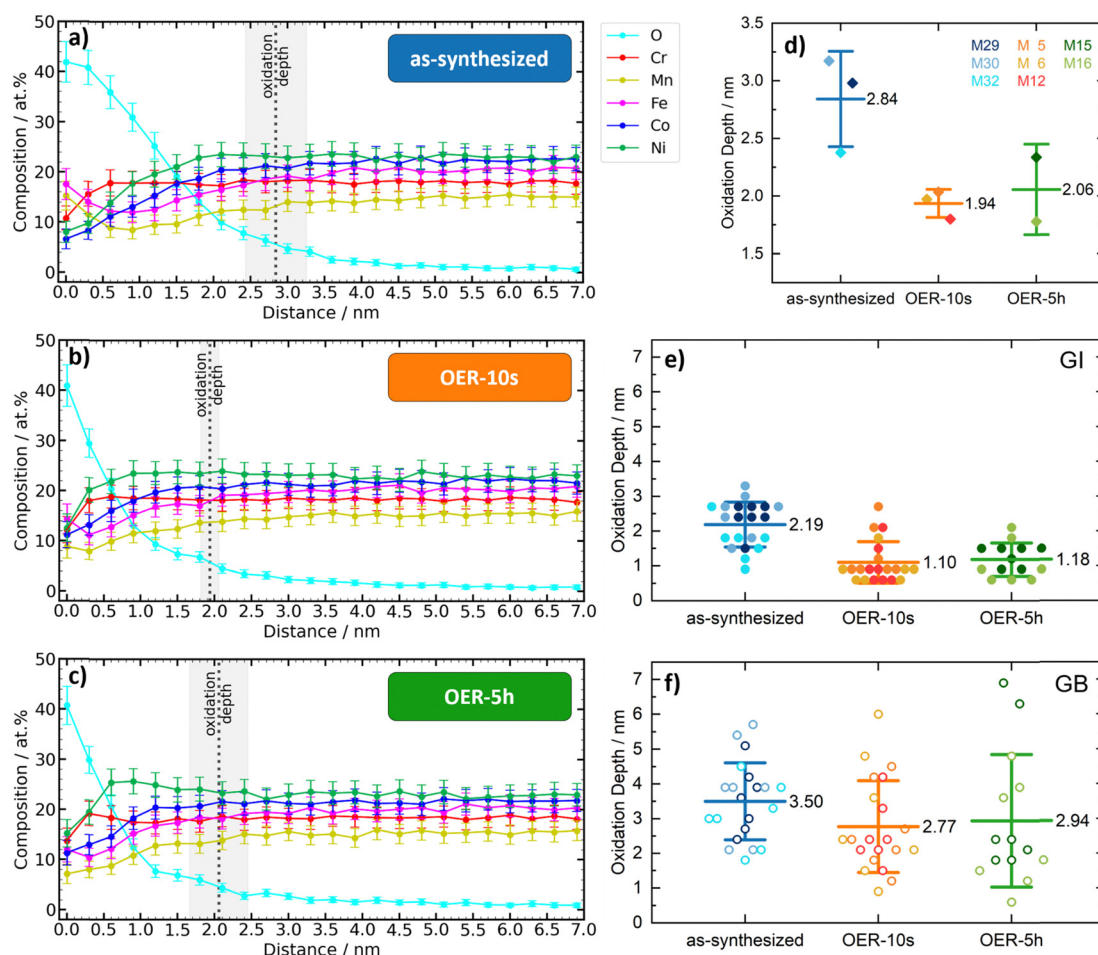 a)
as-synthesized
oxidation
depth
Composition / at.%
50
40
30
20
10
0
0.0 0.5 1.0 1.5 2.0 2.5 3.0 3.5 4.0 4.5 5.0 5.5 6.0 6.5 7.0
Distance / nm
O
Cr
Mn
Fe
Co
Ni
b)
OER-10s
oxidation
depth
Composition / at.%
50
40
30
20
10
0
0.0 0.5 1.0 1.5 2.0 2.5 3.0 3.5 4.0 4.5 5.0 5.5 6.0 6.5 7.0
Distance / nm
c)
OER-5h
oxidation
depth
Composition / at.%
50
40
30
20
10
0
0.0 0.5 1.0 1.5 2.0 2.5 3.0 3.5 4.0 4.5 5.0 5.5 6.0 6.5 7.0
Distance / nm
d)
M29 M 5 M15
M30 M 6 M16
M32 M12
Oxidation Depth / nm
3.5
3.0
2.5
2.0
1.5
2.84
1.94
2.06
as-synthesized OER-10s OER-5h
e)
GI
Oxidation Depth / nm
7
6
5
4
3
2
1
0
2.19
1.10
1.18
as-synthesized OER-10s OER-5h
f)
GB
Oxidation Depth / nm
7
6
5
4
3
2
1
0
3.50
2.77
2.94
as-synthesized OER-10s OER-5h